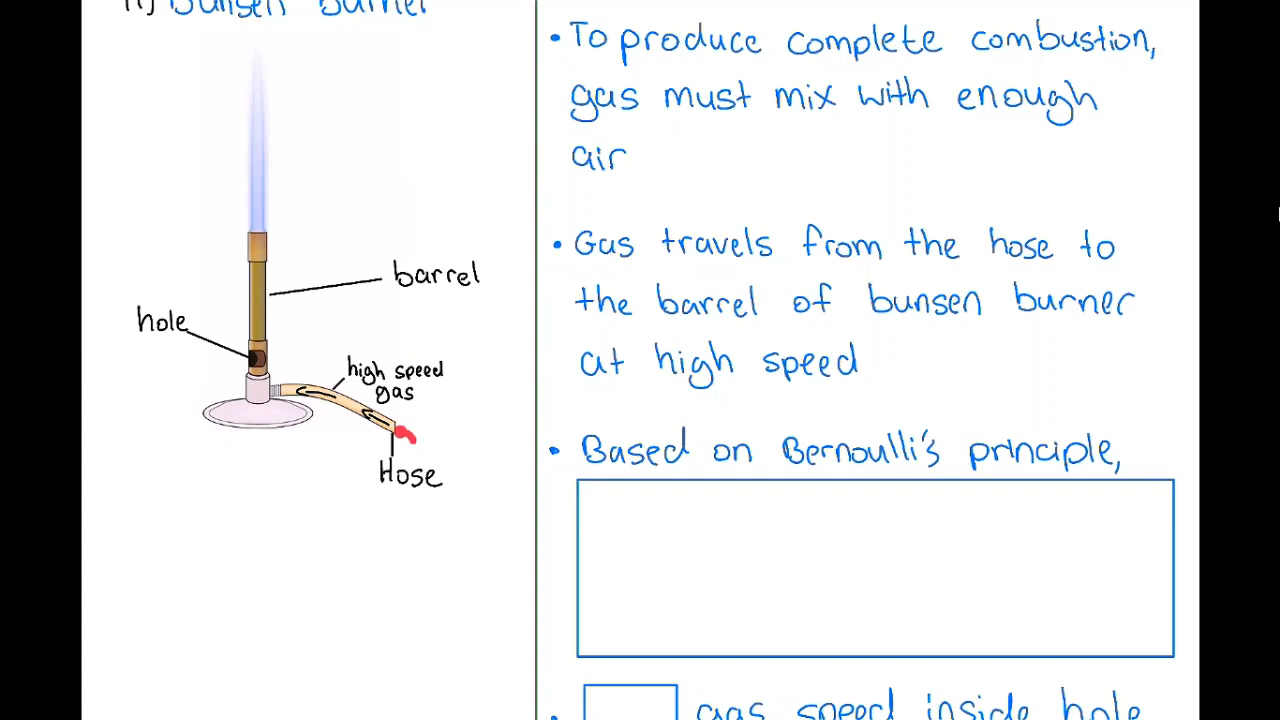 ii) Bunsen burner
barrel
hole
high speed
gas
Hose
• To produce complete combustion,
gas must mix with enough
air
• Gas travels from the hose to
the barrel of bunsen burner
at high speed
• Based on Bernoulli's principle,
• gas speed inside hole